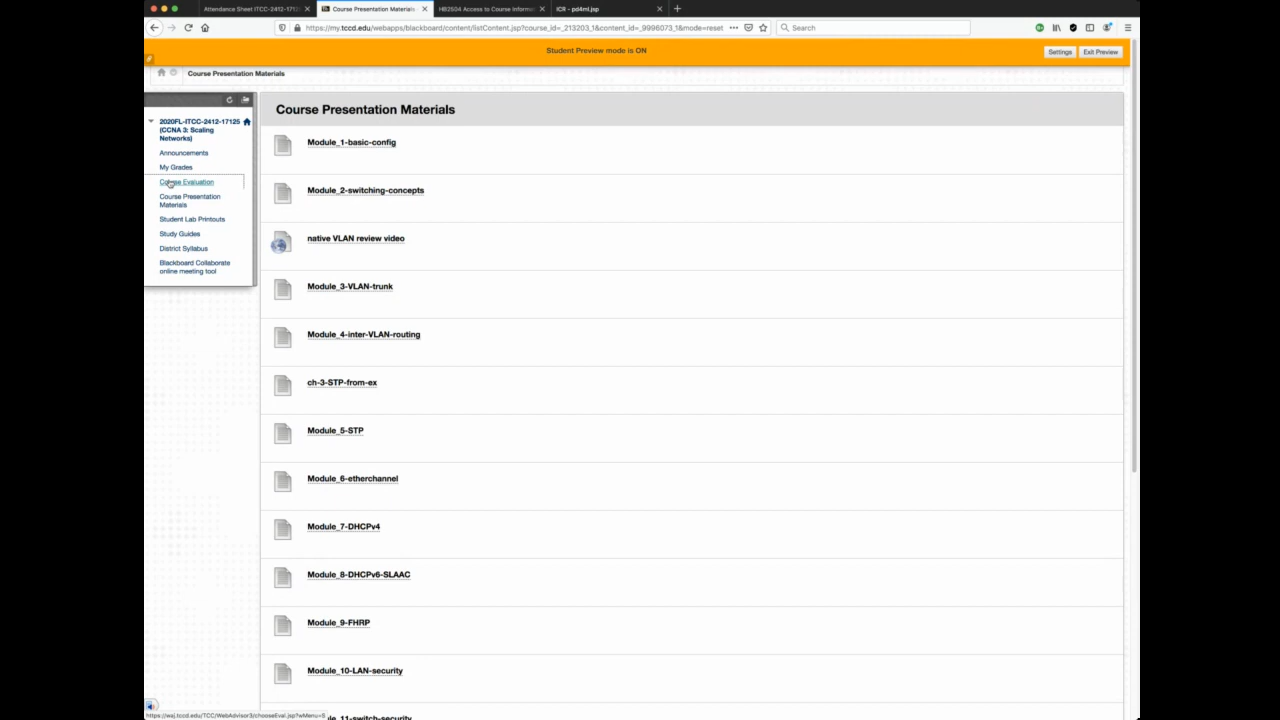 Attendance Sheet ITCC-2412-1712
Course Presentation Materials
HB2504 Access to Course Inform
ICR - pd4ml.jsp
https://my.tccd.edu/webapps/blackboard/content/listContent.jsp?course_id=_213203_1&content_id=_9996073_1&mode=reset
Search
Student Preview mode is ON
Settings
Exit Preview
Course Presentation Materials
2020FL-ITCC-2412-17125
(CCNA 3: Scaling
Networks)
Announcements
My Grades
Course Evaluation
Course Presentation
Materials
Student Lab Printouts
Study Guides
District Syllabus
Blackboard Collaborate
online meeting tool
Course Presentation Materials
Module_1-basic-config
Module_2-switching-concepts
native VLAN review video
Module_3-VLAN-trunk
Module_4-inter-VLAN-routing
ch-3-STP-from-ex
Module_5-STP
Module_6-etherchannel
Module_7-DHCPv4
Module_8-DHCPv6-SLAAC
Module_9-FHRP
Module_10-LAN-security
11-switch-security
https://waj.tccd.edu/TCC/WebAdvisor3/chooseEval.jsp?wMenu=S